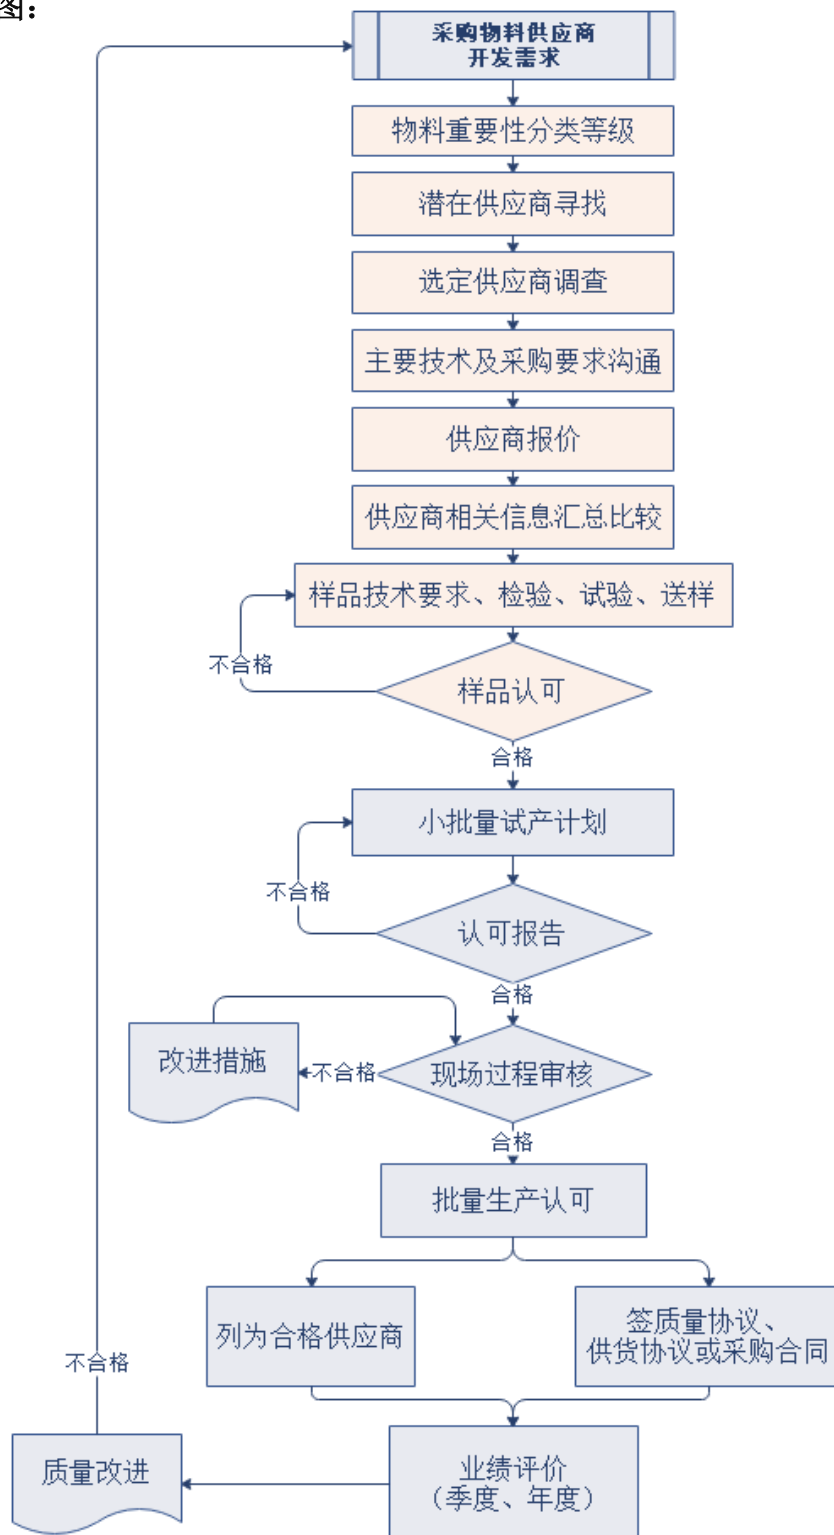 图：
采购物料供应商
开发需求
物料重要性分类等级
潜在供应商寻找
选定供应商调查
主要技术及采购要求沟通
供应商报价
供应商相关信息汇总比较
样品技术要求、检验、试验、送样
不合格
样品认可
合格
小批量试产计划
不合格
认可报告
合格
改进措施
不合格
现场过程审核
合格
批量生产认可
列为合格供应商
签质量协议、
供货协议或采购合同
不合格
质量改进
业绩评价
（季度、年度）